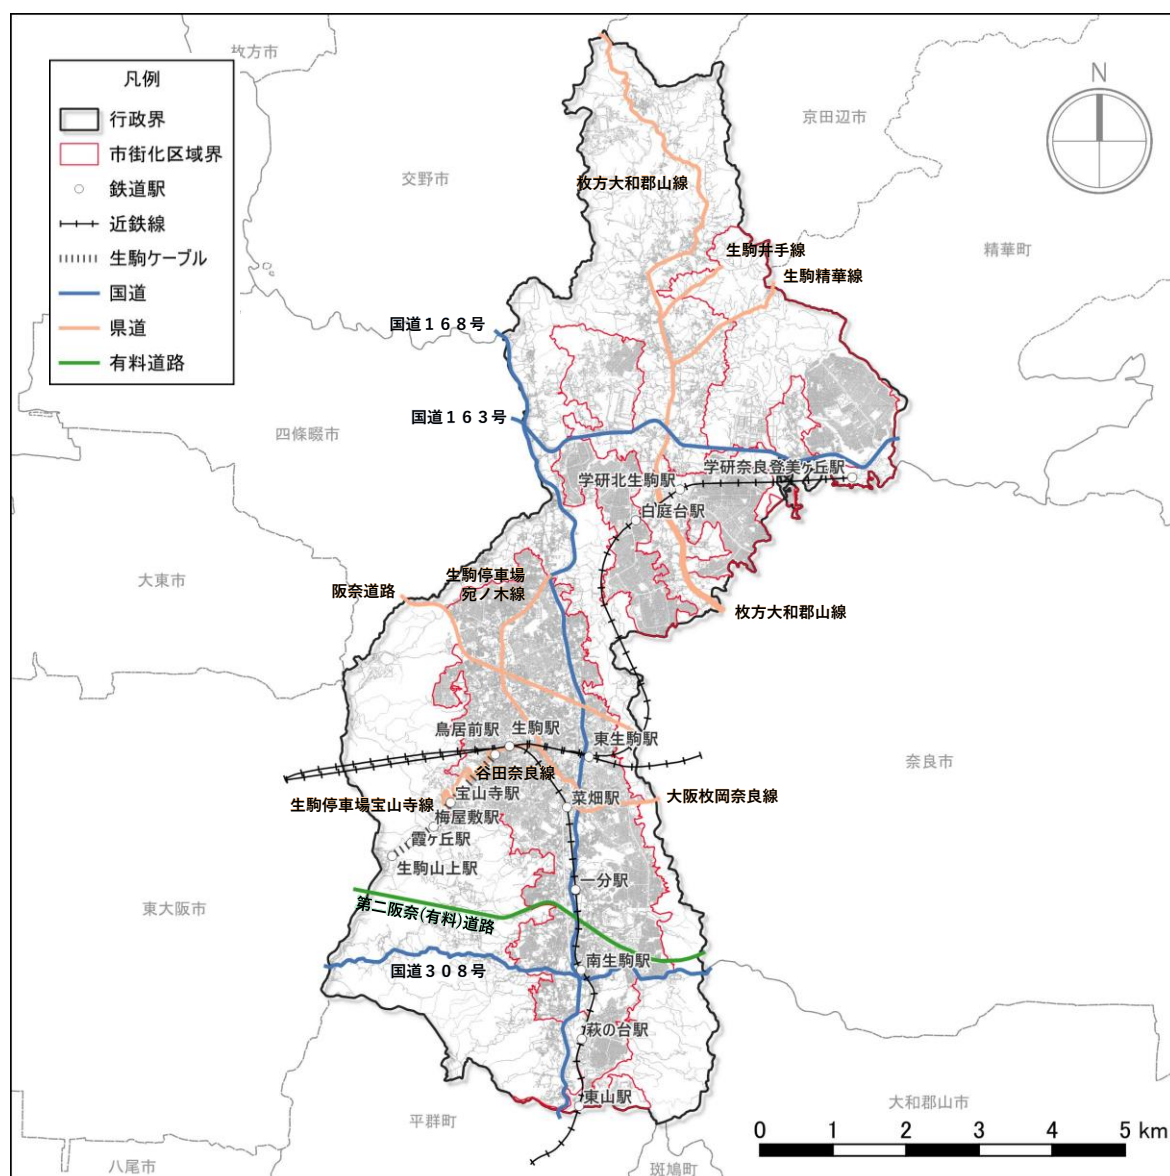 枚方市
凡例
行政界
市街化区域界
鉄道駅
近鉄線
生駒ケーブル
国道
県道
有料道路
N
京田辺市
交野市
枚方大和郡山線
生駒井手線
精華町
生駒精華線
国道168号
国道163号
四條畷市
学研奈良登美ヶ丘駅
学研北生駒駅
白庭台駅
大東市
生駒停車場
宛ノ木線
阪奈道路
枚方大和郡山線
鳥居前駅
生駒駅
東生駒駅
奈良市
谷田奈良線
宝山寺駅
生駒停車場宝山寺線
菜畑駅
大阪枚岡奈良線
梅屋敷駅
霞ヶ丘駅
生駒山上駅
一分駅
東大阪市
第二阪奈(有料)道路
南生駒駅
国道308号
萩の台駅
東山駅
平群町
大和郡山市
八尾市
斑鳩町
0 1 2 3 4 5 km